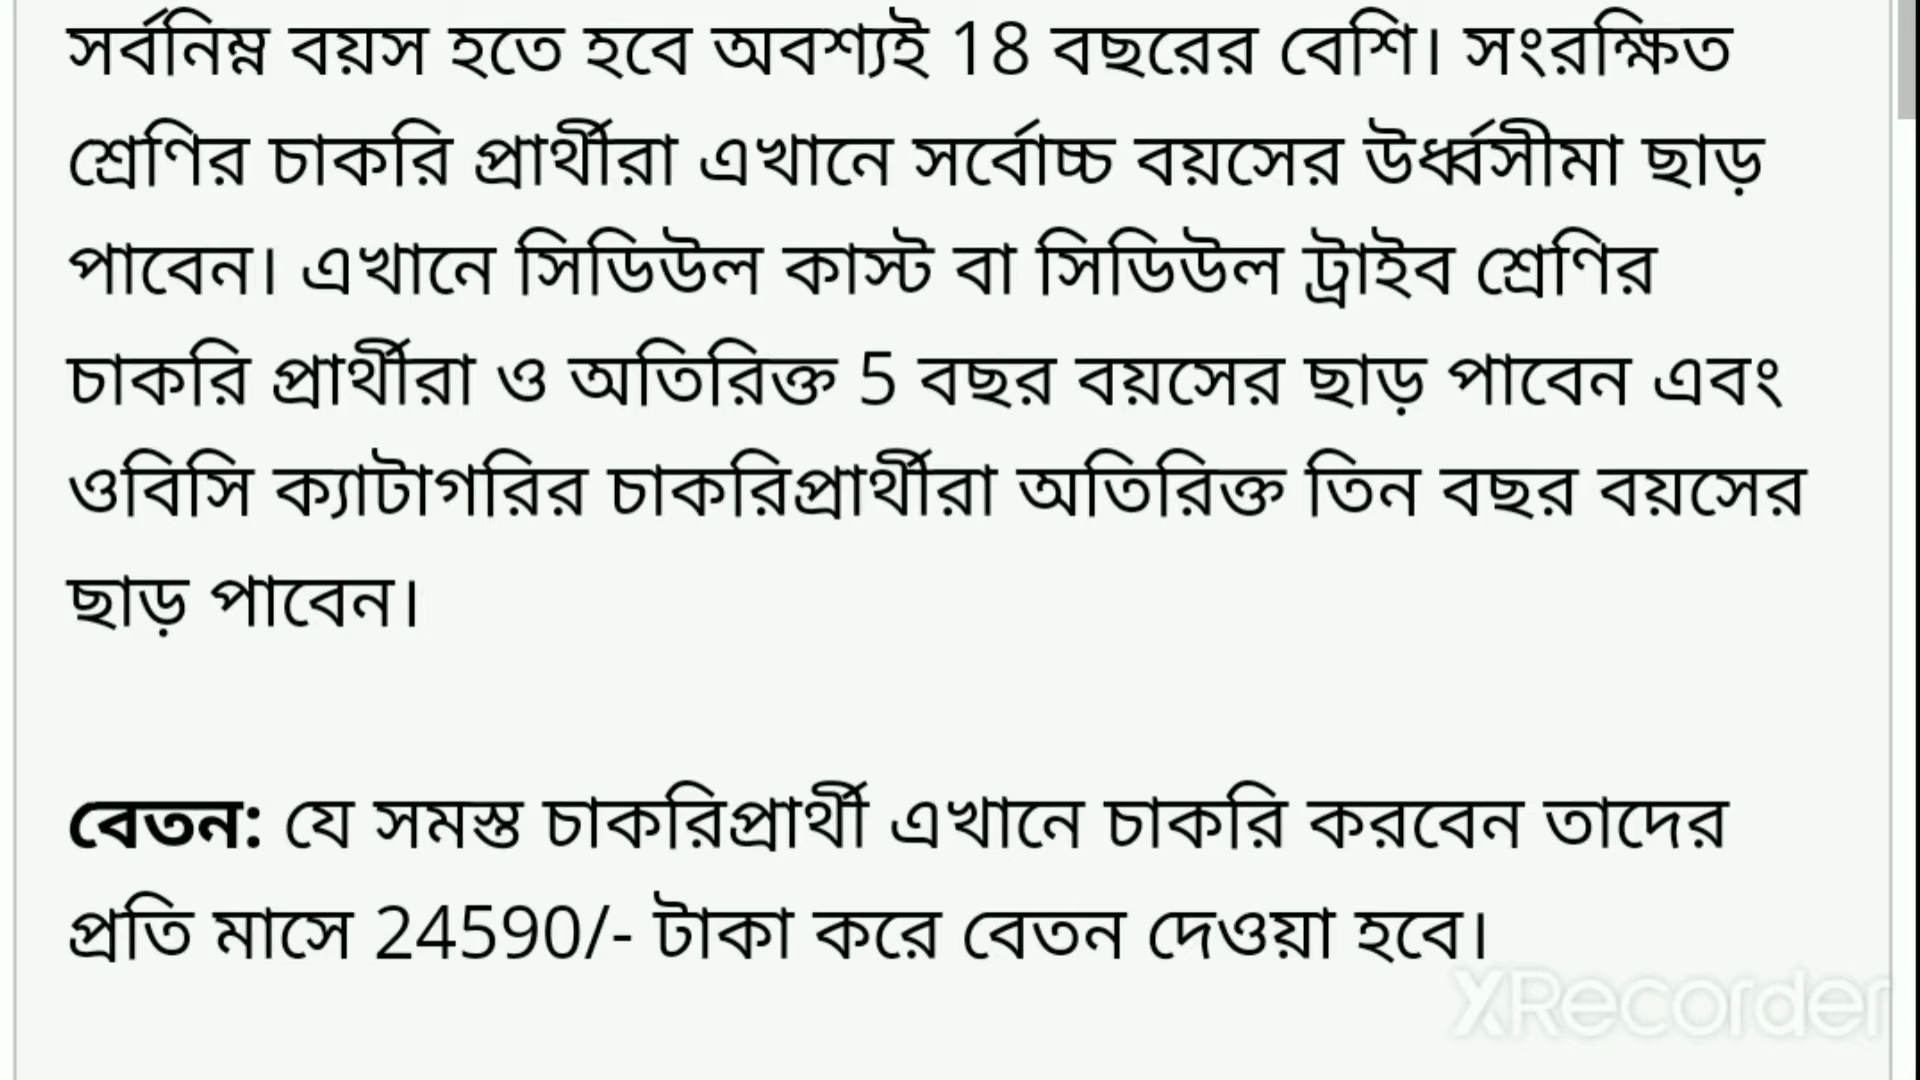 সর্বনিম্ন বয়স হতে হবে অবশ্যই 18 বছরের বেশি। সংরক্ষিত
শ্রেণির চাকরি প্রার্থীরা এখানে সর্বোচ্চ বয়সের উর্ধ্বসীমা ছাড়
পাবেন। এখানে সিডিউল কাস্ট বা সিডিউল ট্রাইব শ্রেণির
চাকরি প্রার্থীরা ও অতিরিক্ত 5 বছর বয়সের ছাড় পাবেন এবং
ওবিসি ক্যাটাগরির চাকরিপ্রার্থীরা অতিরিক্ত তিন বছর বয়সের
ছাড় পাবেন।
বেতন: যে সমস্ত চাকরিপ্রার্থী এখানে চাকরি করবেন তাদের
প্রতি মাসে 24590/- টাকা করে বেতন দেওয়া হবে।
XRecorder